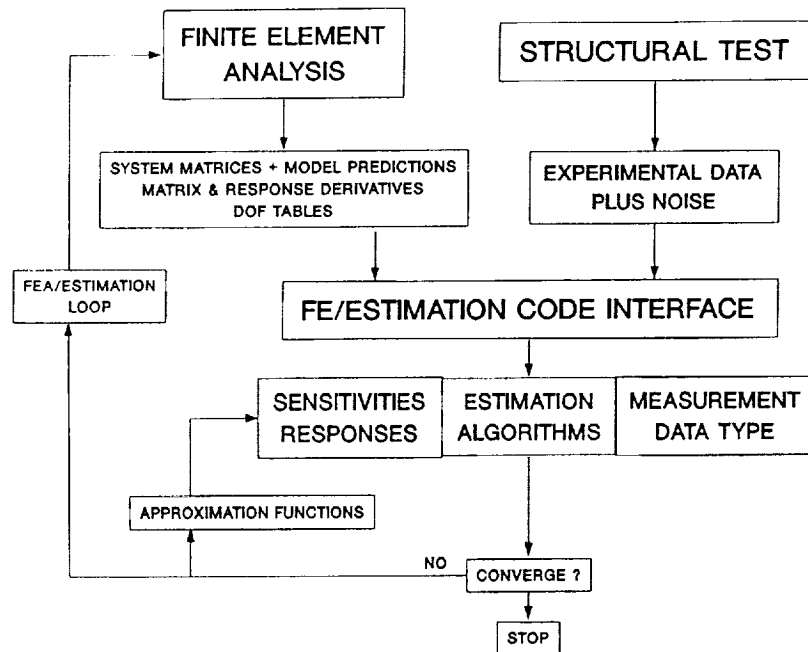 FINITE ELEMENT
ANALYSIS
STRUCTURAL TEST
SYSTEM MATRICES + MODEL PREDICTIONS
MATRIX & RESPONSE DERIVATIVES
DOF TABLES
EXPERIMENTAL DATA
PLUS NOISE
FEA/ESTIMATION
LOOP
FE/ESTIMATION CODE INTERFACE
SENSITIVITIES
RESPONSES
ESTIMATION
ALGORITHMS
MEASUREMENT
DATA TYPE
APPROXIMATION FUNCTIONS
NO
CONVERGE ?
STOP